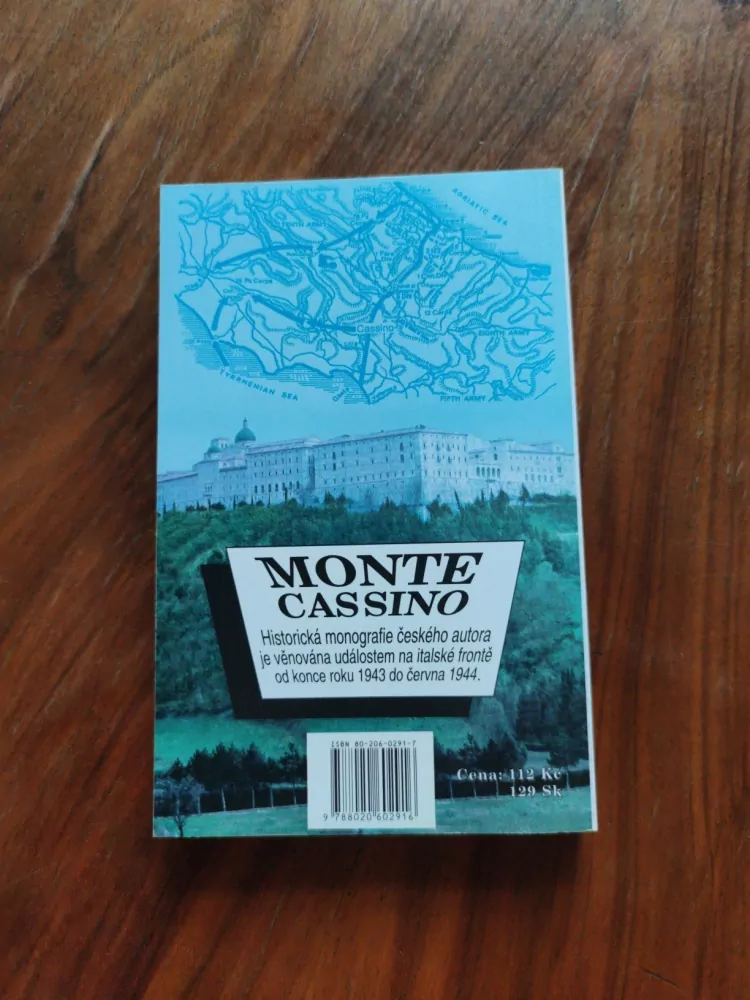 ADRIATIC SEA
TENTH ARMY
Cassino
EIGHTH ARMY
TYRRHENIAN SEA
FIFTH ARMY
MONTE
CASSINO
Historická monografie českého autora
je věnována událostem na italské frontě
od konce roku 1943 do června 1944.
ISBN 80-206-0291-7
9 788020 602916
Cena: 112 Kč
129 Sk